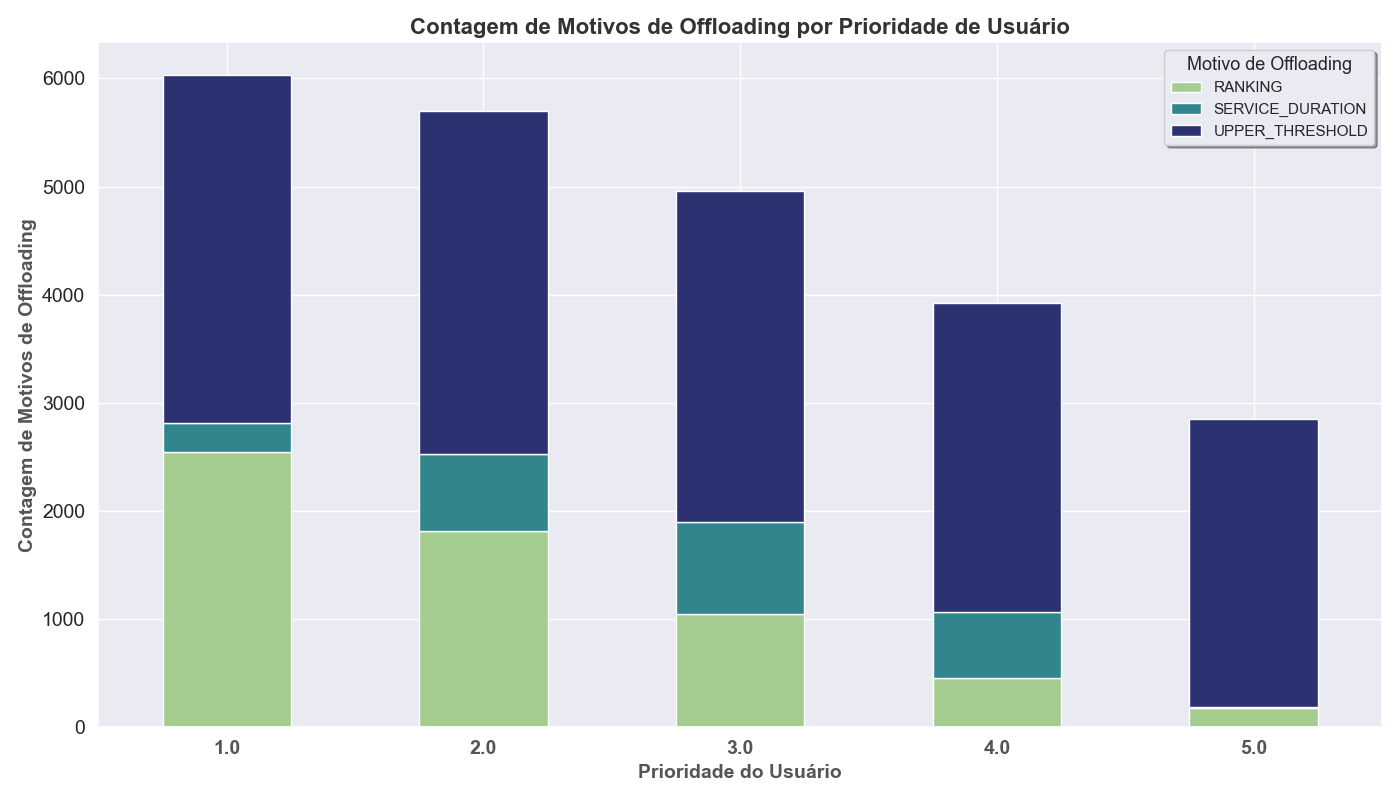 Contagem de Motivos de Offloading por Prioridade de Usuário
Motivo de Offloading
RANKING
SERVICE_DURATION
UPPER_THRESHOLD
Contagem de Motivos de Offloading
6000
5000
4000
3000
2000
1000
0
1.0 2.0 3.0 4.0 5.0
Prioridade do Usuário